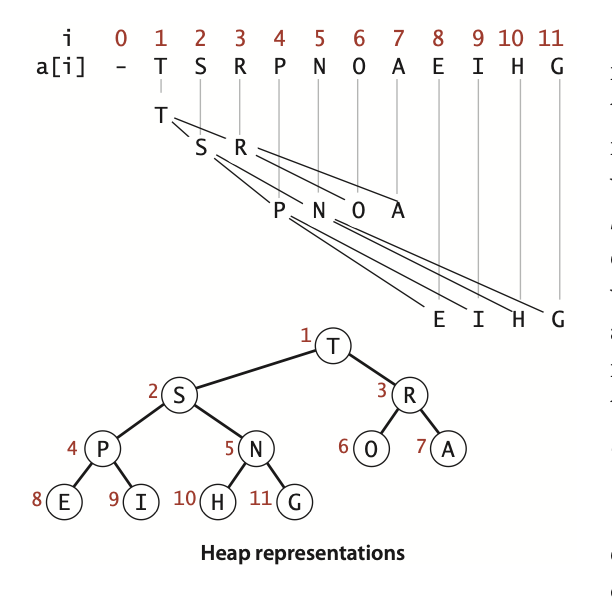 i 0 1 2 3 4 5 6 7 8 9 10 11
a[i] - T S R P N O A E I H G
T
S R
P N O A
E I H G
1 T
2 S 3 R
4 P 5 N 6 O 7 A
8 E 9 I 10 H 11 G
Heap representations